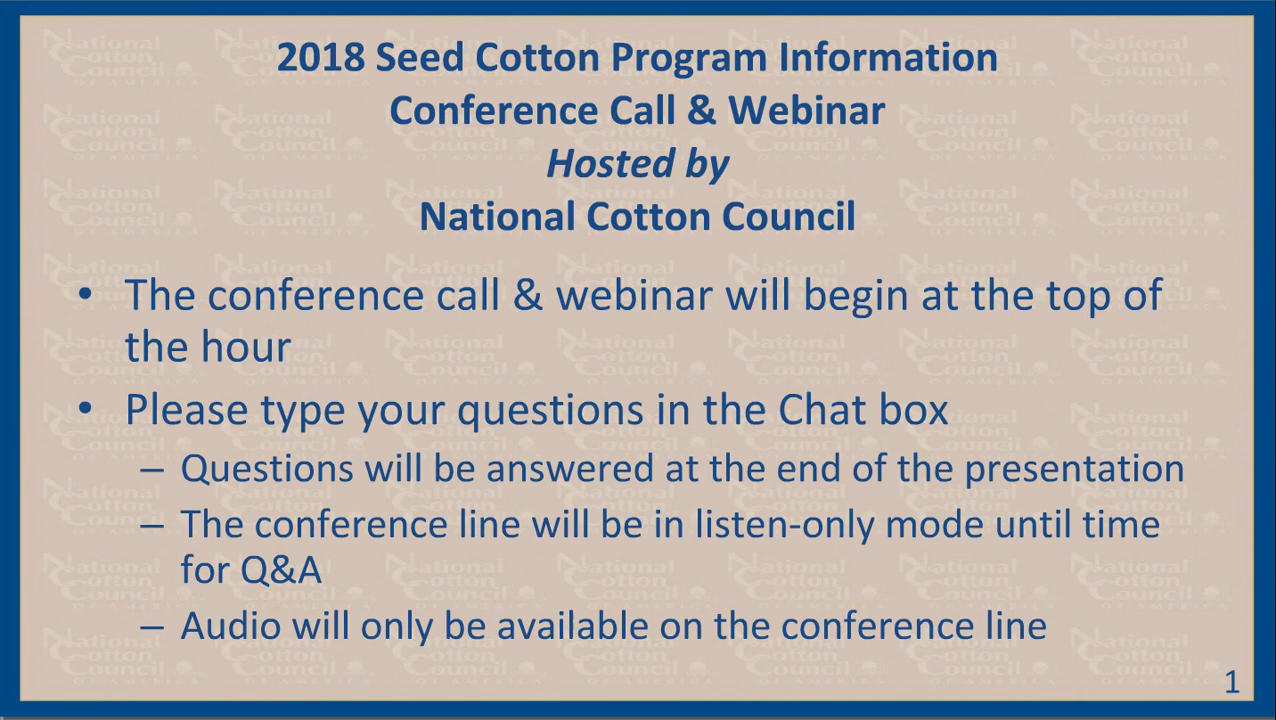 2018 Seed Cotton Program Information
Conference Call & Webinar
Hosted by
National Cotton Council
• The conference call & webinar will begin at the top of
the hour
• Please type your questions in the Chat box
– Questions will be answered at the end of the presentation
– The conference line will be in listen-only mode until time
for Q&A
– Audio will only be available on the conference line
1